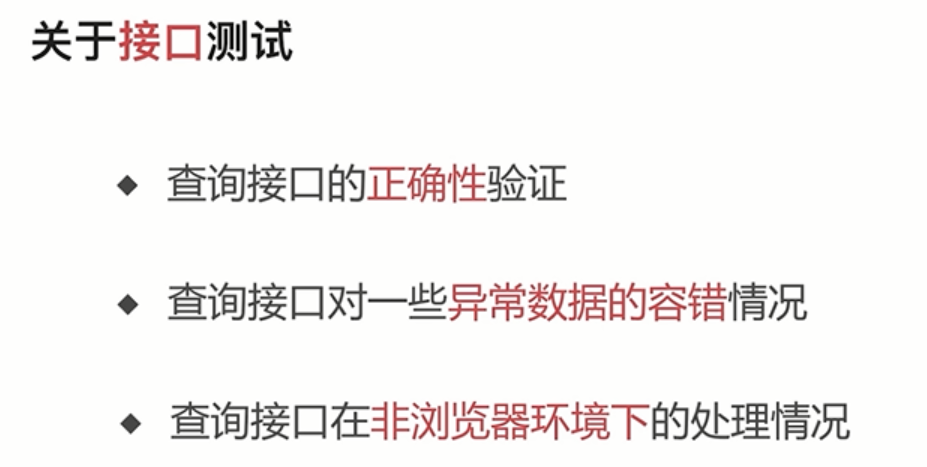 关于接口测试
◆ 查询接口的正确性验证
◆ 查询接口对一些异常数据的容错情况
◆ 查询接口在非浏览器环境下的处理情况